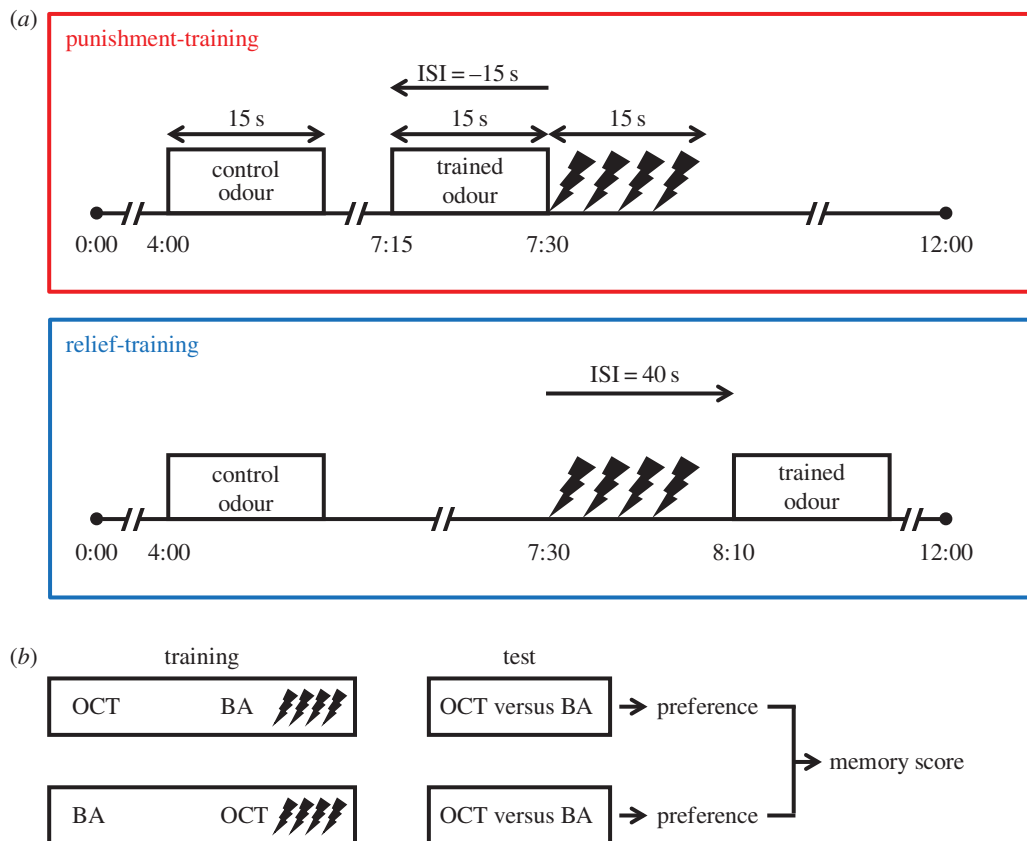 (a)
punishment-training
ISI = –15 s
15 s 15 s 15 s
control
odour
trained
odour
0:00 4:00 7:15 7:30 12:00
relief-training
ISI = 40 s
control
odour
trained
odour
0:00 4:00 7:30 8:10 12:00
(b)
training test
OCT BA OCT versus BA preference
memory score
BA OCT OCT versus BA preference